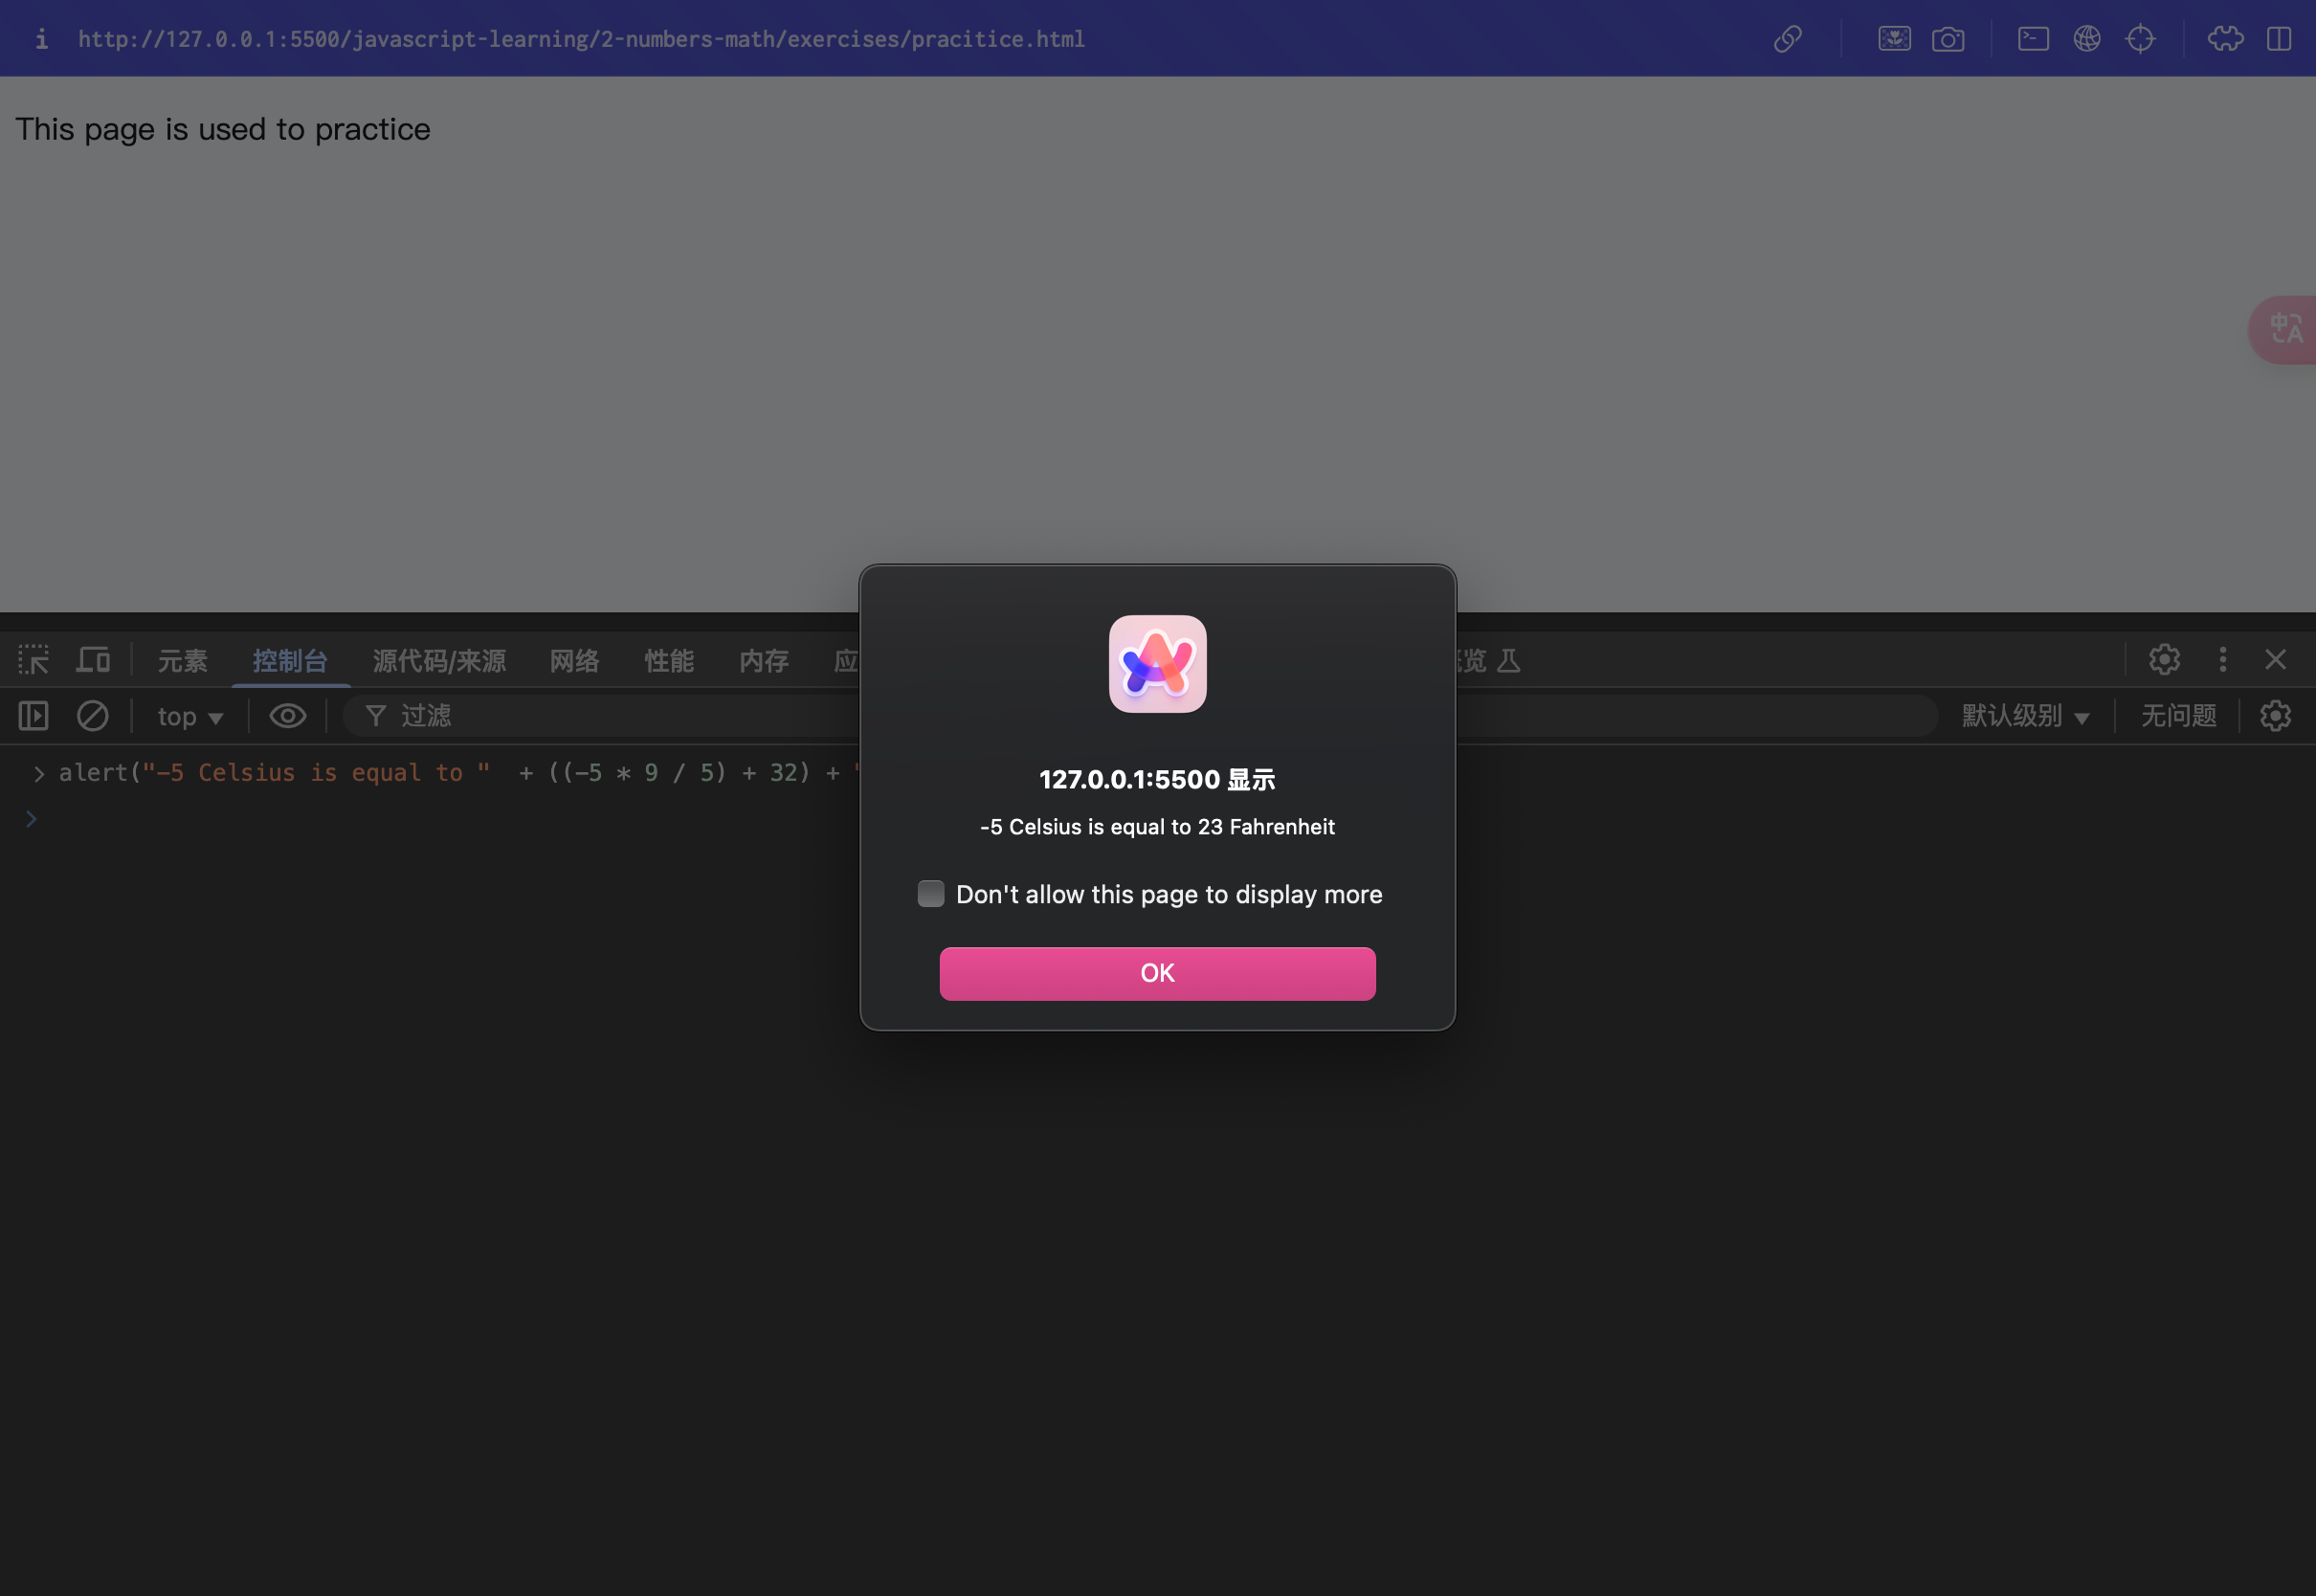 http://127.0.0.1:5500/javascript-learning/2-numbers-math/exercises/pracitice.html
This page is used to practice
元素 控制台 源代码/来源 网络 性能 内存 应
览
top 过滤 默认级别 无问题
alert("-5 Celsius is equal to " + ((-5 * 9 / 5) + 32) + "
127.0.0.1:5500 显示
-5 Celsius is equal to 23 Fahrenheit
Don't allow this page to display more
OK